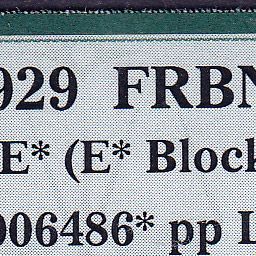 929 FRBN
E* (E* Block
006486* pp L